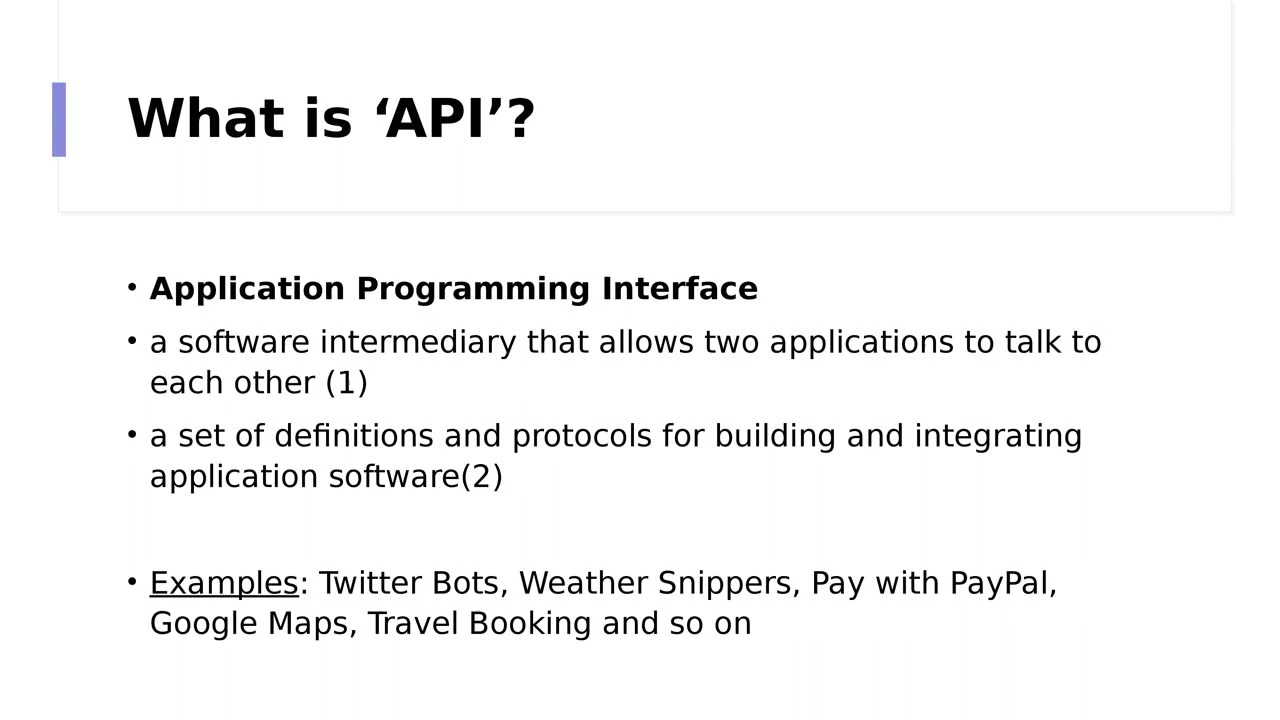 What is ‘API’?
• Application Programming Interface
• a software intermediary that allows two applications to talk to
each other (1)
• a set of definitions and protocols for building and integrating
application software(2)
• Examples: Twitter Bots, Weather Snippers, Pay with PayPal,
Google Maps, Travel Booking and so on